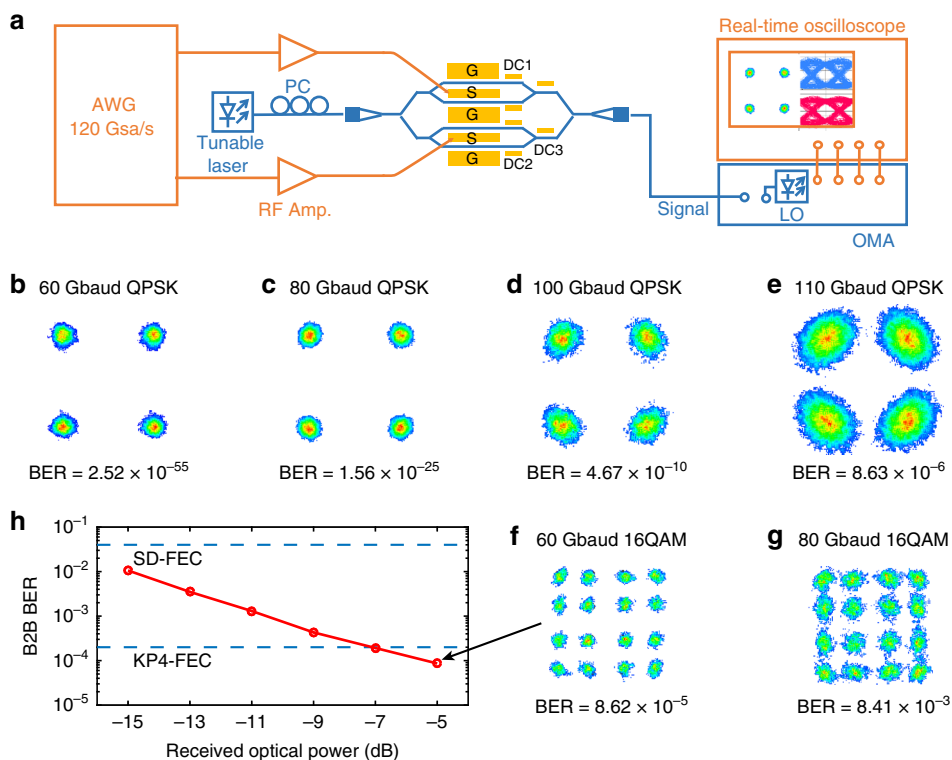 a
Real-time oscilloscope
AWG
120 Gsa/s
PC
Tunable
laser
RF Amp.
G
S
G
S
G
DC1
DC2
DC3
Signal
LO
OMA
b 60 Gbaud QPSK
BER = 2.52 × 10⁻⁵⁵
c 80 Gbaud QPSK
BER = 1.56 × 10⁻²⁵
d 100 Gbaud QPSK
BER = 4.67 × 10⁻¹⁰
e 110 Gbaud QPSK
BER = 8.63 × 10⁻⁶
h
B2B BER
10⁻¹
10⁻²
10⁻³
10⁻⁴
10⁻⁵
SD-FEC
KP4-FEC
−15 −13 −11 −9 −7 −5
Received optical power (dB)
f 60 Gbaud 16QAM
BER = 8.62 × 10⁻⁵
g 80 Gbaud 16QAM
BER = 8.41 × 10⁻³